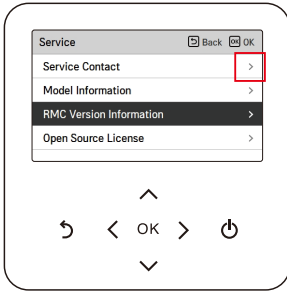 Service Back OK OK
Service Contact >
Model Information >
RMC Version Information >
Open Source License >
OK